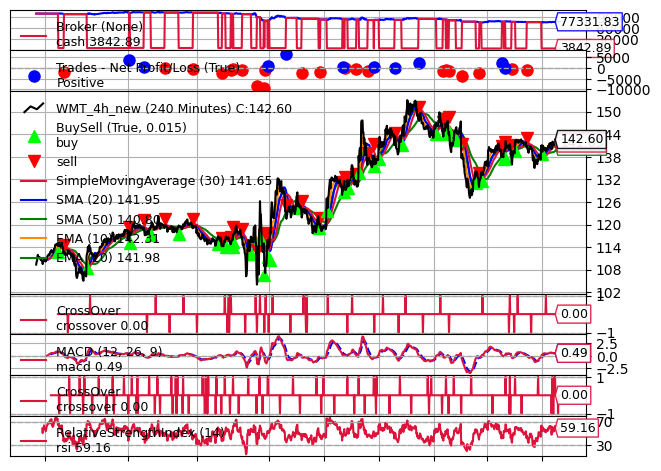 Broker (None)
cash 3842.89
77331.83
3842.89
Trades - Net Profit/Loss (True)
Positive
5000
0
−5000
−10000
WMT_4h_new (240 Minutes) C:142.60
BuySell (True, 0.015)
buy
sell
SimpleMovingAverage (30) 141.65
SMA (20) 141.95
SMA (50) 140.80
EMA (10) 142.31
EMA (20) 141.98
150
144
142.60
138
132
126
120
114
108
102
CrossOver
crossover 0.00
1
0.00
−1
MACD (12, 26, 9)
macd 0.49
2.5
0.49
0.0
−2.5
CrossOver
crossover 0.00
1
0.00
−1
RelativeStrengthIndex (14)
rsi 59.16
70
59.16
30